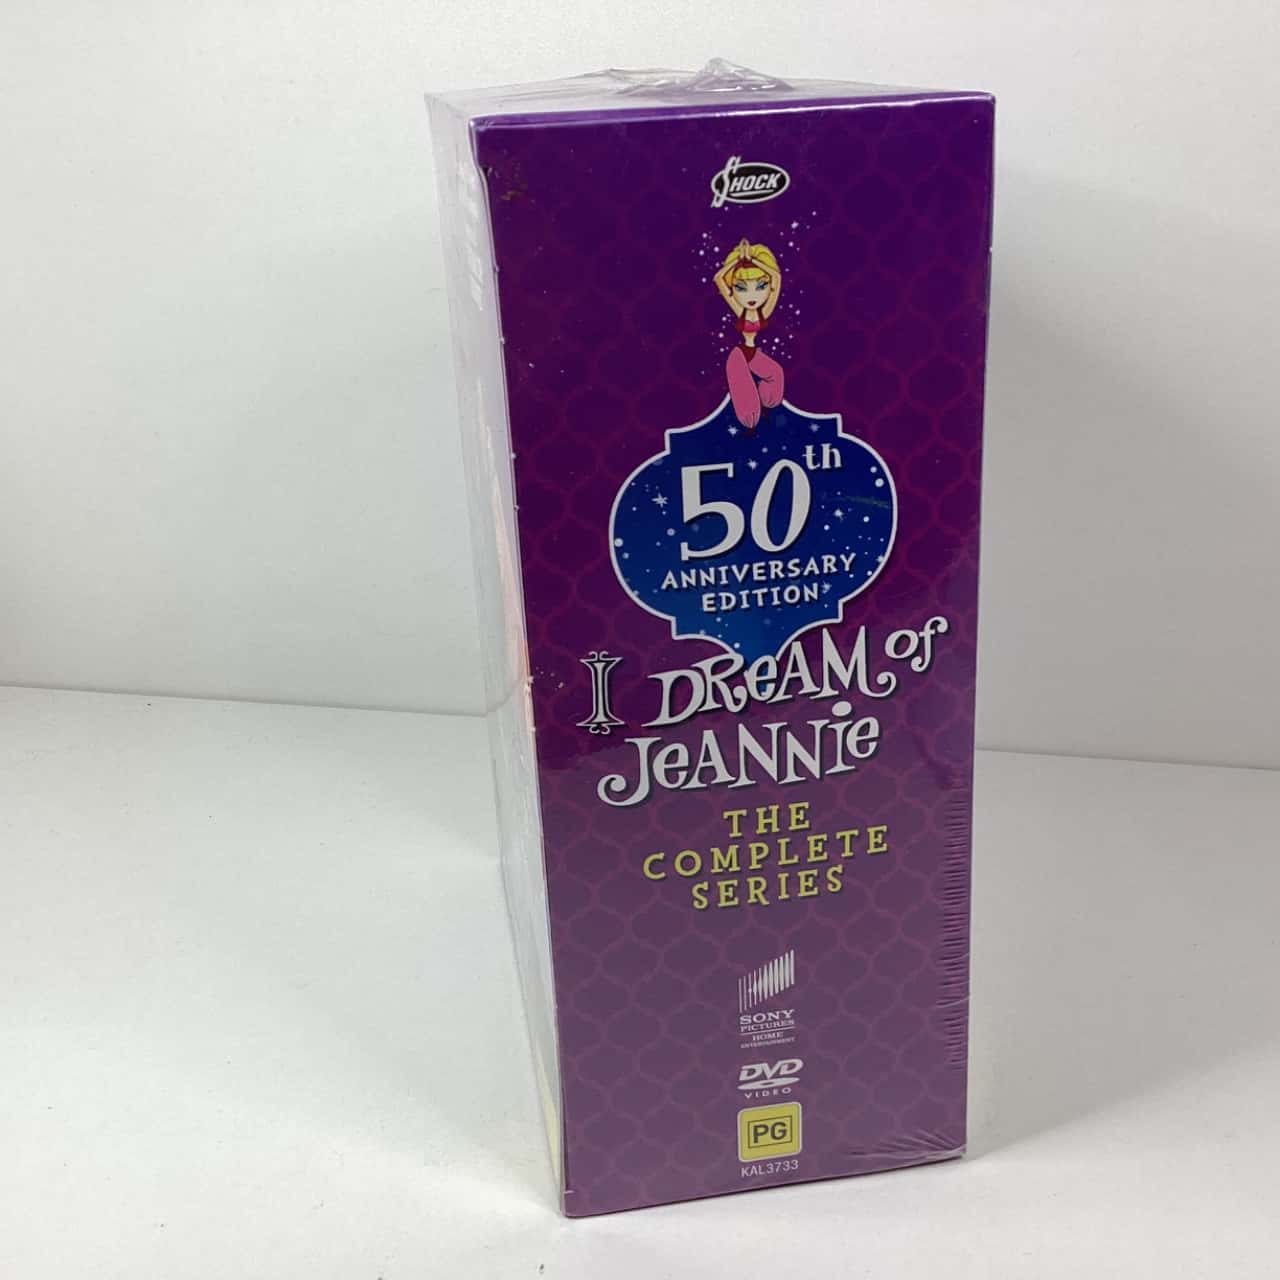 SHOCK
50th
ANNIVERSARY
EDITION
I DREAM of
JEANNIE
THE
COMPLETE
SERIES
SONY
PICTURES
HOME
ENTERTAINMENT
DVD
VIDEO
PG
KAL3733